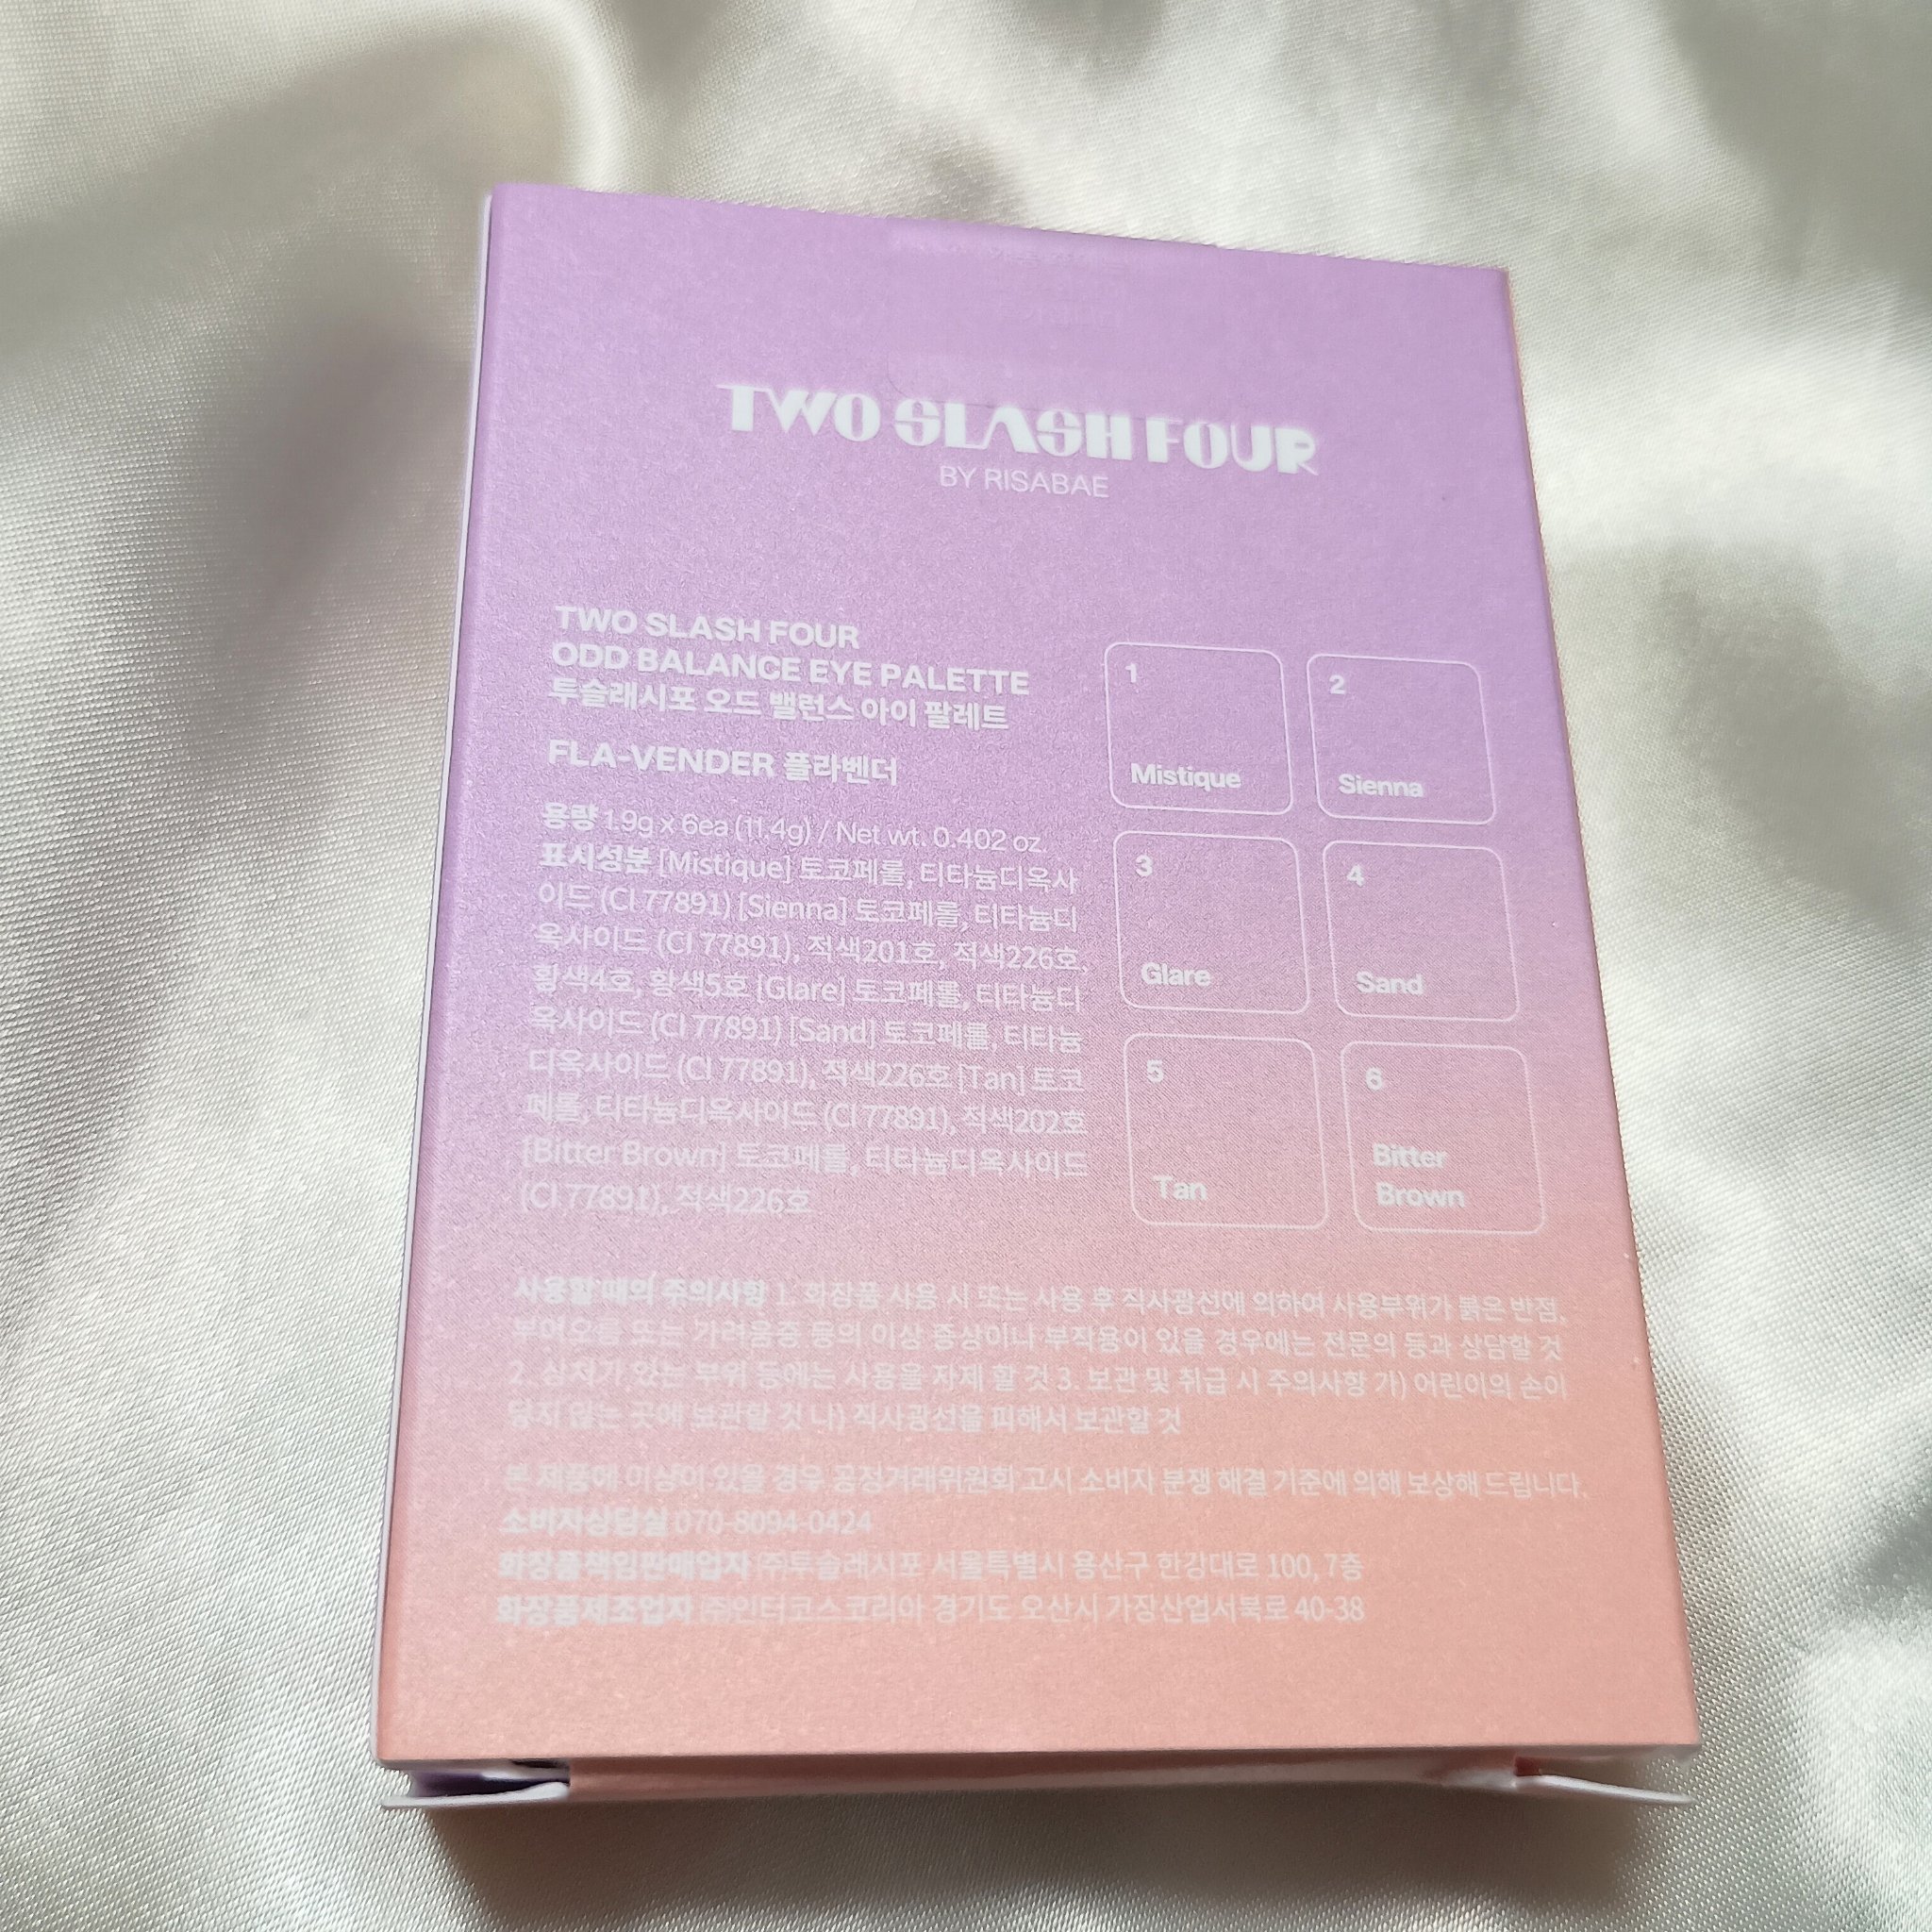 TWO SLASH FOUR
BY RISABAE
TWO SLASH FOUR
ODD BALANCE EYE PALETTE
투슬래시포 오드 밸런스 아이 팔레트
FLA-VENDER 플라벤더
용량 1.9g x 6ea (11.4g) / Net wt. 0.402 oz.
표시성분 [Mistique] 토코페롤, 티타늄디옥사
이드 (CI 77891) [Sienna] 토코페롤, 티타늄디
옥사이드 (CI 77891), 적색201호, 적색226호,
황색4호, 황색5호 [Glare] 토코페롤, 티타늄디
옥사이드 (CI 77891) [Sand] 토코페롤, 티타늄
디옥사이드 (CI 77891), 적색226호 [Tan] 토코
페롤, 티타늄디옥사이드 (CI 77891), 적색202호
[Bitter Brown] 토코페롤, 티타늄디옥사이드
(CI 77891), 적색226호
1
Mistique
2
Sienna
3
Glare
4
Sand
5
Tan
6
Bitter
Brown
사용할 때의 주의사항 1. 화장품 사용 시 또는 사용 후 직사광선에 의하여 사용부위가 붉은 반점,
부어오름 또는 가려움증 등의 이상 증상이나 부작용이 있을 경우에는 전문의 등과 상담할 것
2. 상처가 있는 부위 등에는 사용을 자제 할 것 3. 보관 및 취급 시 주의사항 가) 어린이의 손이
닿지 않는 곳에 보관할 것 나) 직사광선을 피해서 보관할 것
본 제품에 이상이 있을 경우 공정거래위원회 고시 소비자 분쟁 해결 기준에 의해 보상해 드립니다.
소비자상담실 070-8094-0424
화장품책임판매업자 ㈜투슬래시포 서울특별시 용산구 한강대로 100, 7층
화장품제조업자 ㈜인터코스코리아 경기도 오산시 가장산업서북로 40-38